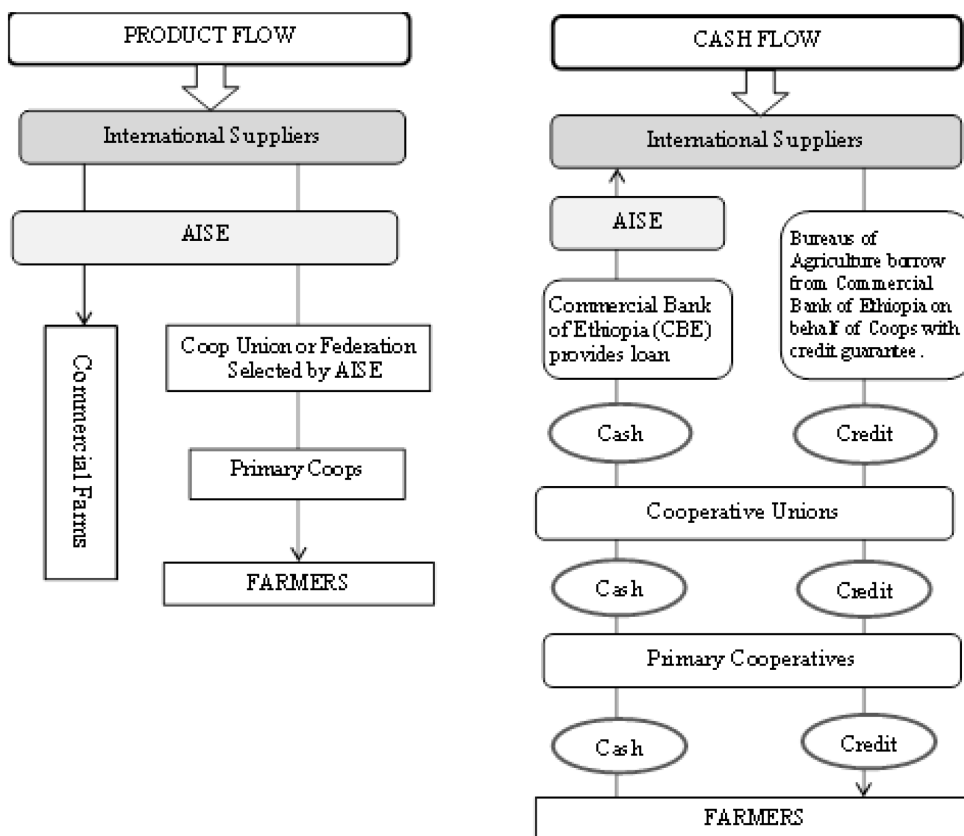 PRODUCT FLOW
International Suppliers
AISE
Commercial Farms
Coop Union or Federation
Selected by AISE
Primary Coops
FARMERS
CASH FLOW
International Suppliers
AISE
Commercial Bank
of Ethiopia (CBE)
provides loan
Bureaus of
Agriculture borrow
from Commercial
Bank of Ethiopia on
behalf of Coops with
credit guarantee .
Cash
Credit
Cooperative Unions
Cash
Credit
Primary Cooperatives
Cash
Credit
FARMERS